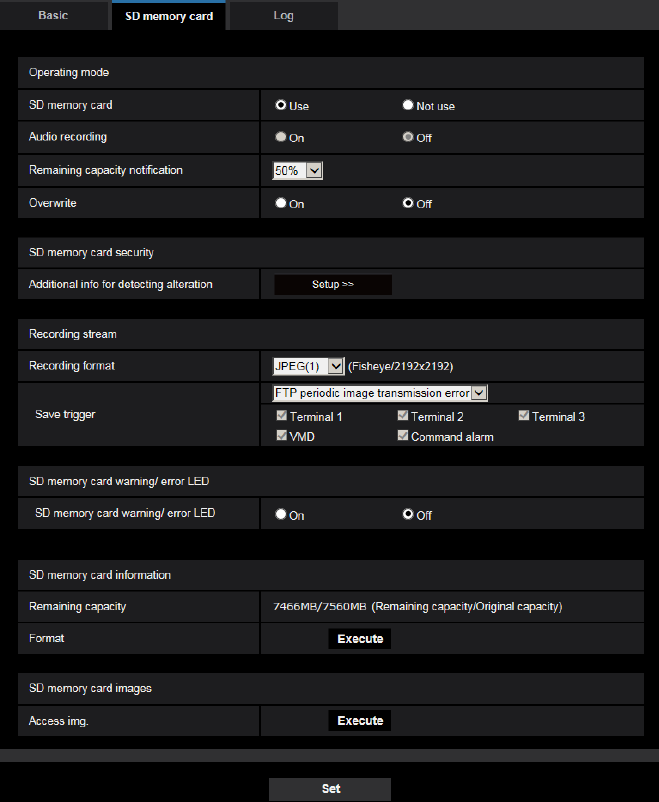 Basic SD memory card Log
Operating mode
SD memory card Use Not use
Audio recording On Off
Remaining capacity notification 50%
Overwrite On Off
SD memory card security
Additional info for detecting alteration Setup >>
Recording stream
Recording format JPEG(1) (Fisheye/2192x2192)
FTP periodic image transmission error
Save trigger Terminal 1 Terminal 2 Terminal 3
VMD Command alarm
SD memory card warning/ error LED
SD memory card warning/ error LED On Off
SD memory card information
Remaining capacity 7466MB/7560MB (Remaining capacity/Original capacity)
Format Execute
SD memory card images
Access img. Execute
Set